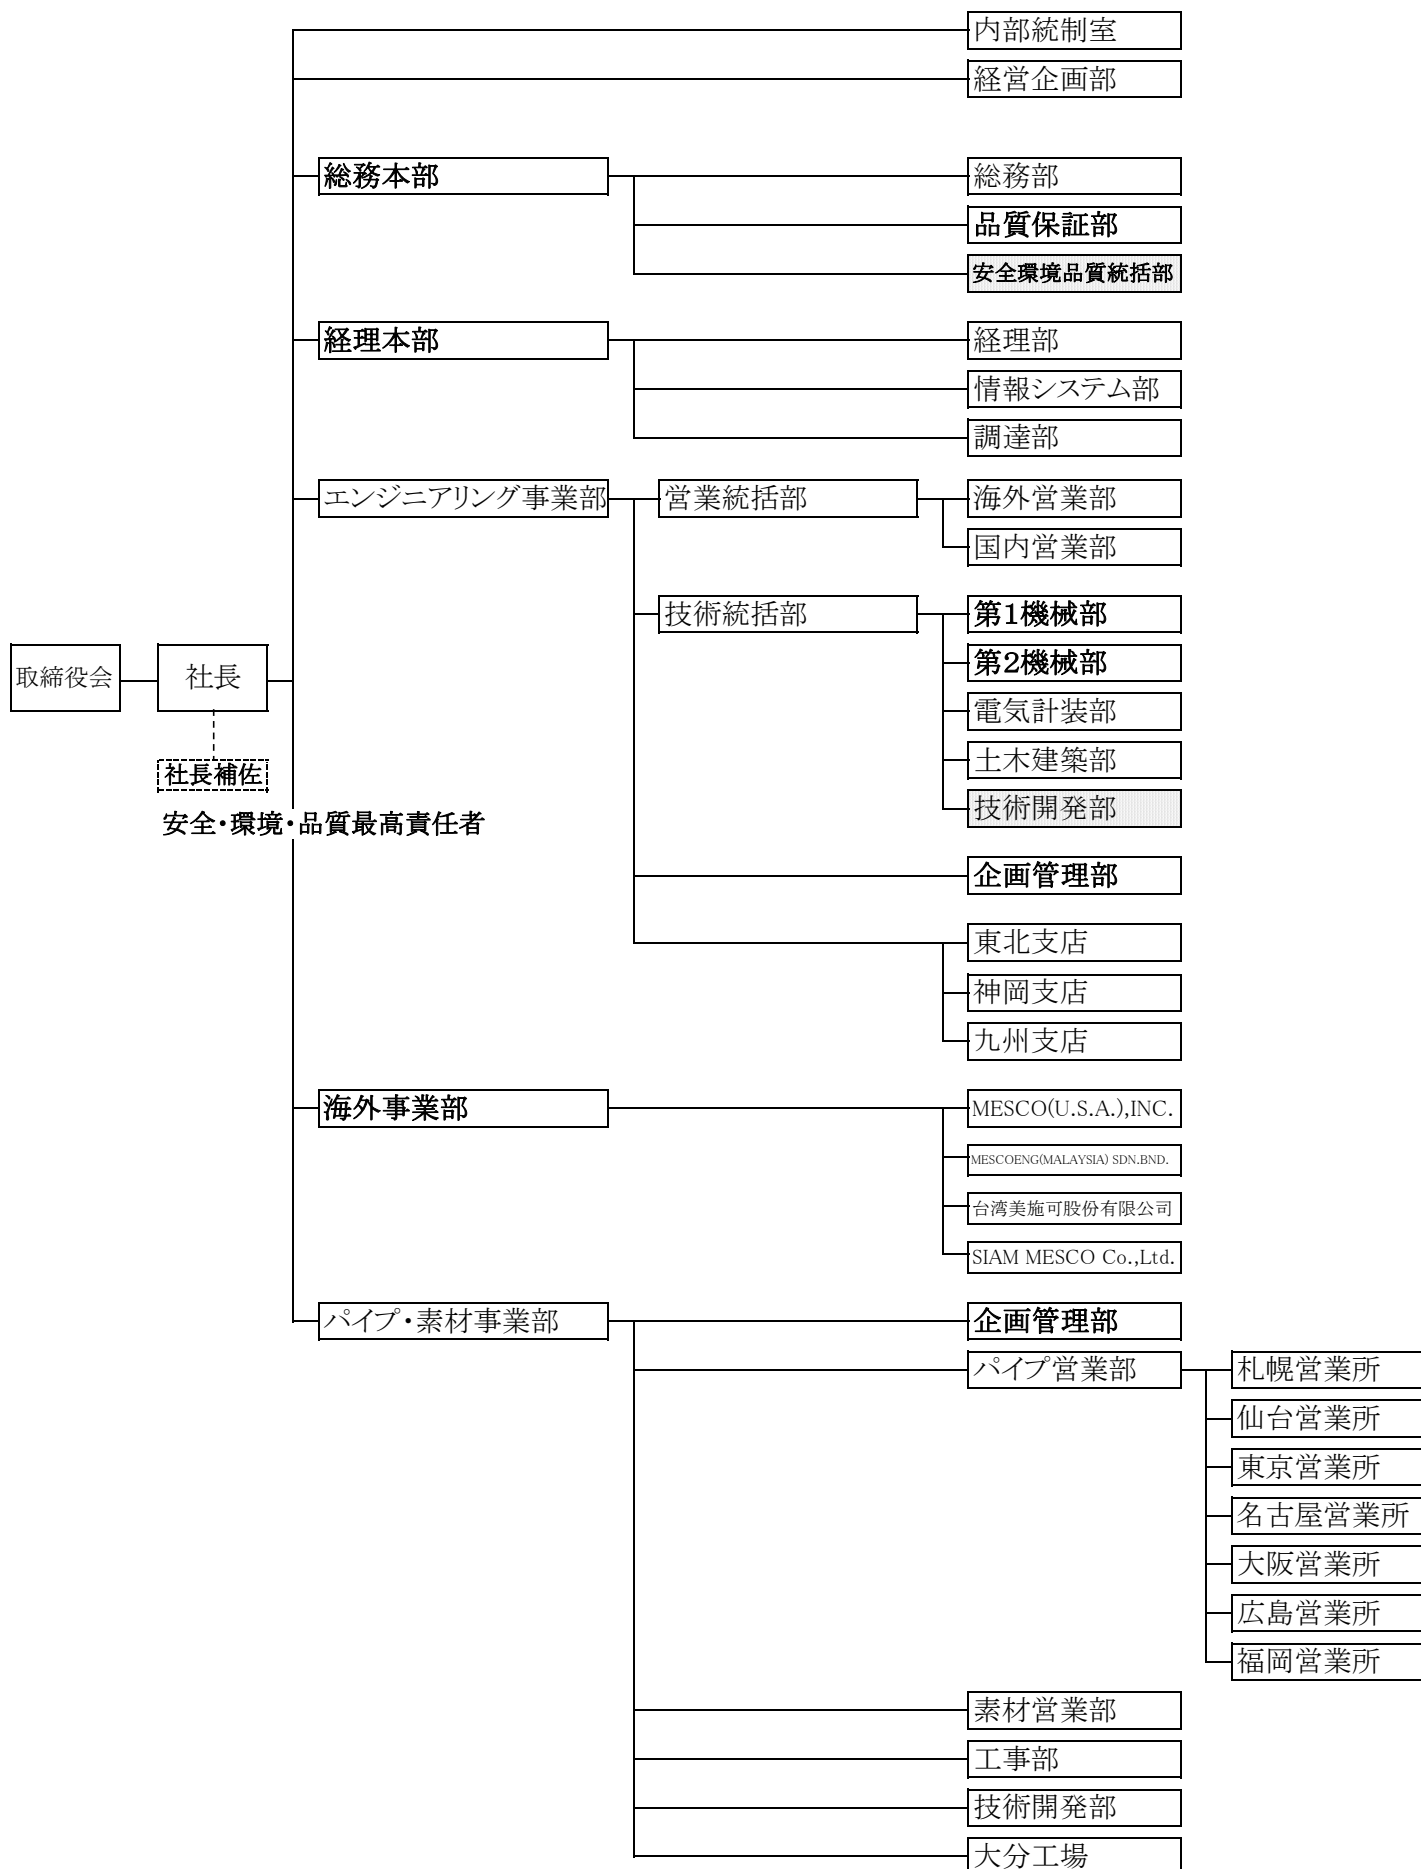 内部統制室
経営企画部
総務本部
総務部
品質保証部
安全環境品質統括部
経理本部
経理部
情報システム部
調達部
エンジニアリング事業部
営業統括部
海外営業部
国内営業部
技術統括部
第1機械部
第2機械部
電気計装部
土木建築部
技術開発部
取締役会
社長
社長補佐
安全・環境・品質最高責任者
企画管理部
東北支店
神岡支店
九州支店
海外事業部
MESCO(U.S.A.),INC.
MESCOENG(MALAYSIA) SDN.BND.
台湾美施可股份有限公司
SIAM MESCO Co.,Ltd.
パイプ・素材事業部
企画管理部
パイプ営業部
札幌営業所
仙台営業所
東京営業所
名古屋営業所
大阪営業所
広島営業所
福岡営業所
素材営業部
工事部
技術開発部
大分工場